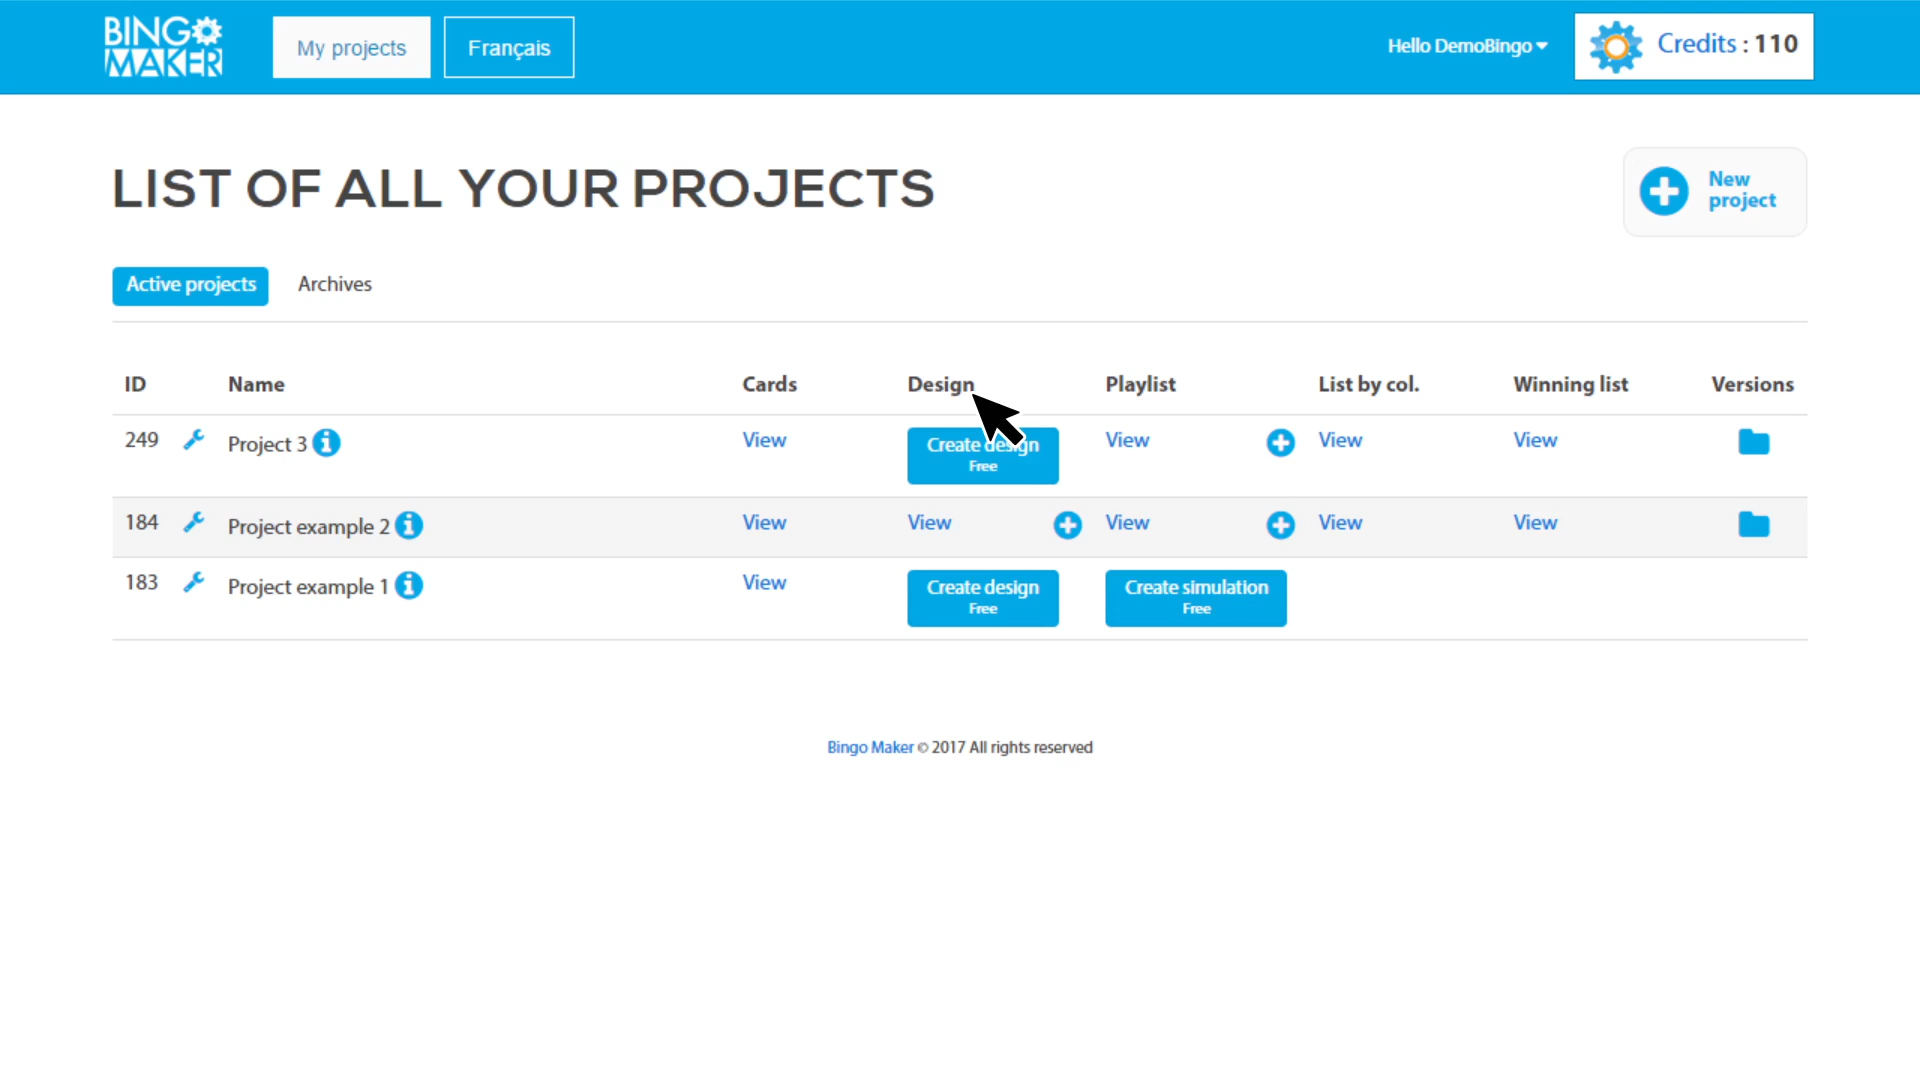 BINGO
MAKER
My projects
Français
Hello DemoBingo
Credits : 110
LIST OF ALL YOUR PROJECTS
New
project
Active projects
Archives
ID Name Cards Design Playlist List by col. Winning list Versions
249 Project 3 View Create design View View View
Free
184 Project example 2 View View View View View
183 Project example 1 View Create design Create simulation
Free Free
Bingo Maker © 2017 All rights reserved